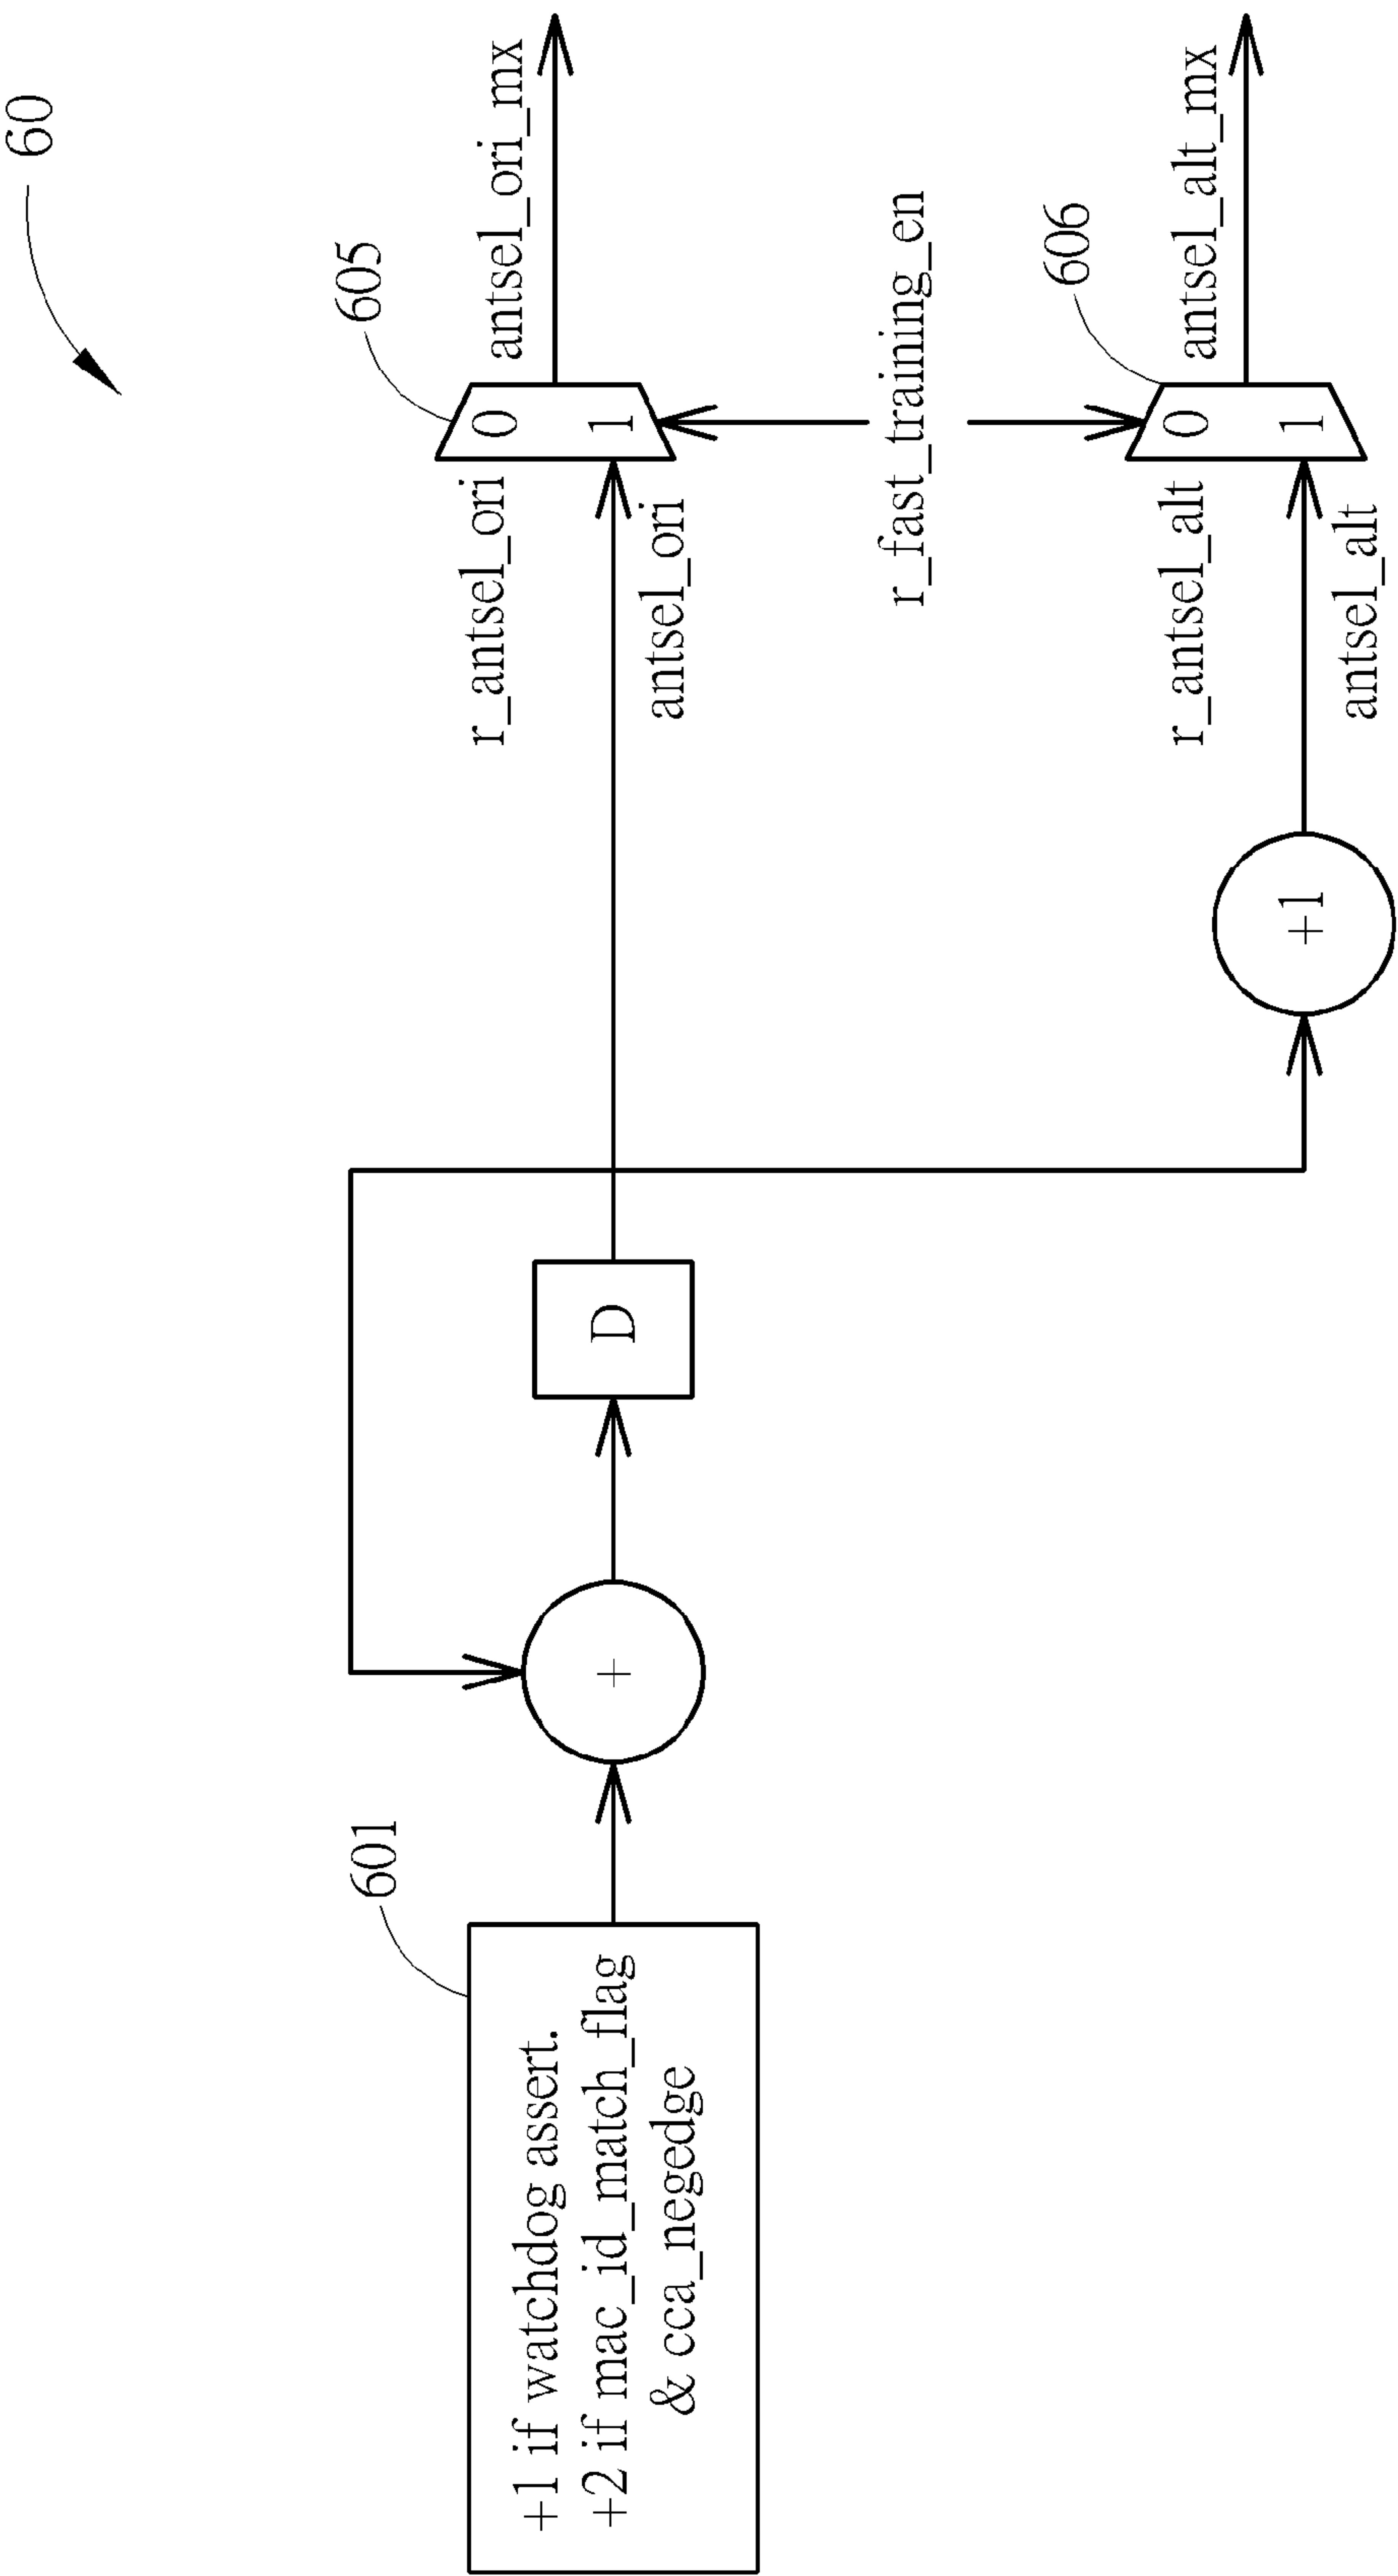 60
601
+1 if watchdog assert.
+2 if mac_id_match_flag
& cca_negedge
+
D
+1
605
r_antsel_ori
antsel_ori
0
1
antsel_ori_mx
r_fast_training_en
606
r_antsel_alt
antsel_alt
0
1
antsel_alt_mx